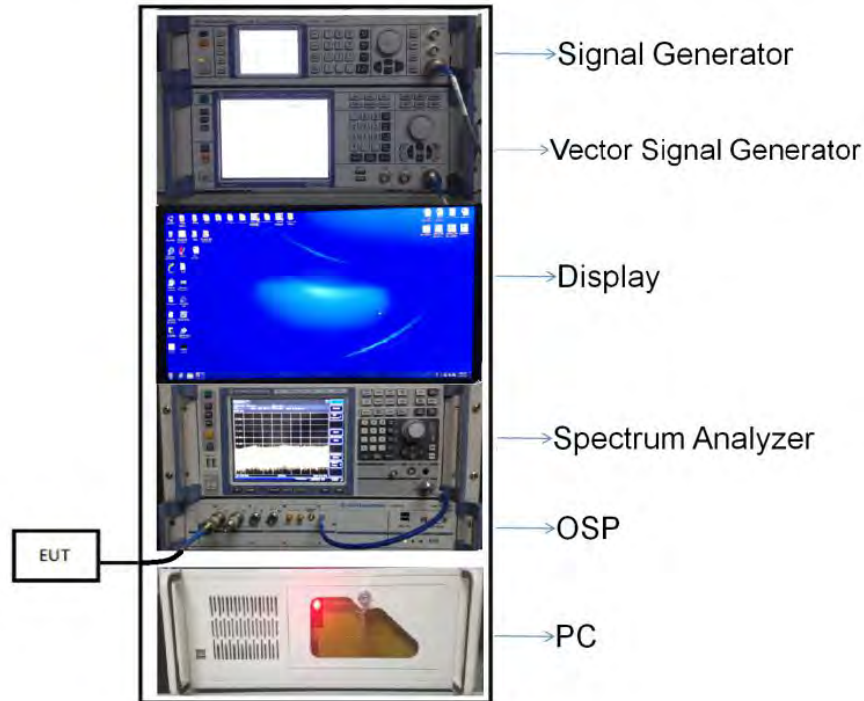 Signal Generator
Vector Signal Generator
Display
Spectrum Analyzer
EUT
OSP
PC